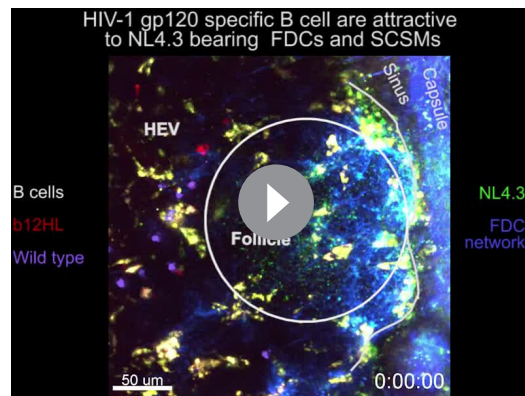 HIV-1 gp120 specific B cell are attractive
to NL4.3 bearing FDCs and SCSMs
Sinus
Capsule
HEV
B cells
b12HL
Wild type
NL4.3
FDC
network
Follicle
50 um
0:00:00